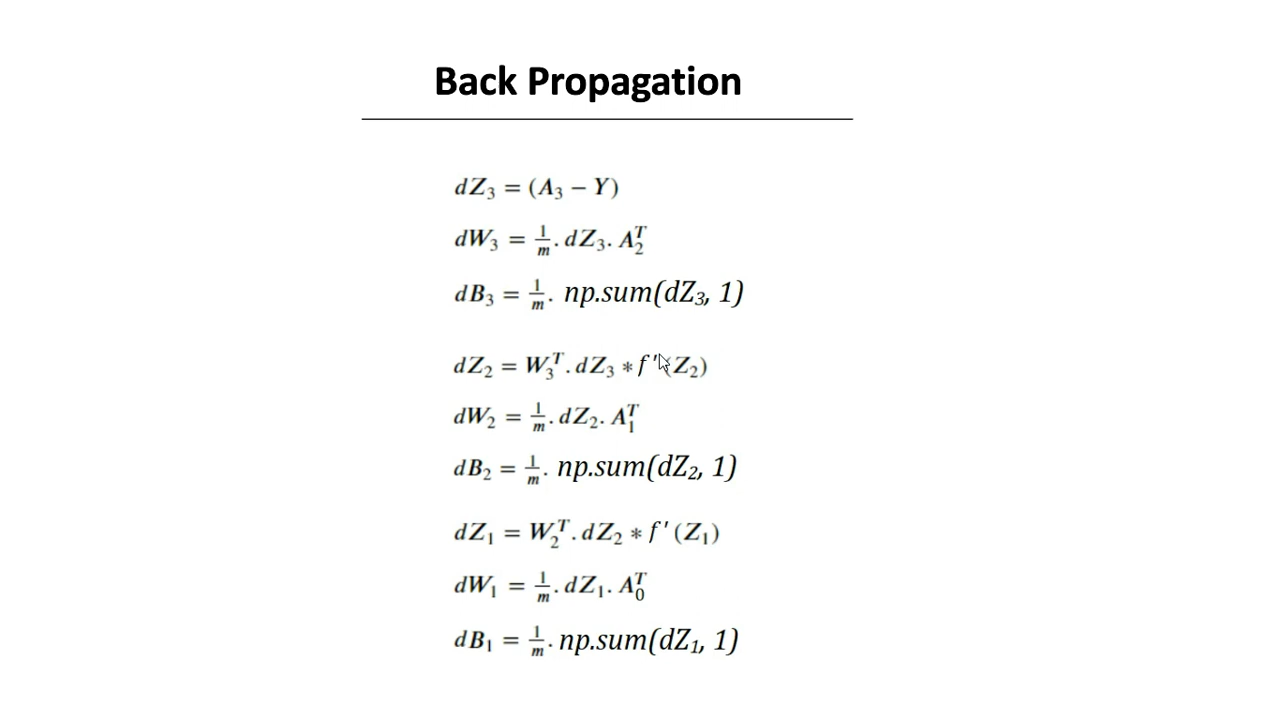 Back Propagation
dZ₃ = (A₃ − Y)
dW₃ = 1/m . dZ₃. A₂ᵀ
dB₃ = 1/m . np.sum(dZ₃, 1)
dZ₂ = W₃ᵀ. dZ₃ * f'(Z₂)
dW₂ = 1/m . dZ₂. A₁ᵀ
dB₂ = 1/m . np.sum(dZ₂, 1)
dZ₁ = W₂ᵀ. dZ₂ * f' (Z₁)
dW₁ = 1/m . dZ₁. A₀ᵀ
dB₁ = 1/m . np.sum(dZ₁, 1)